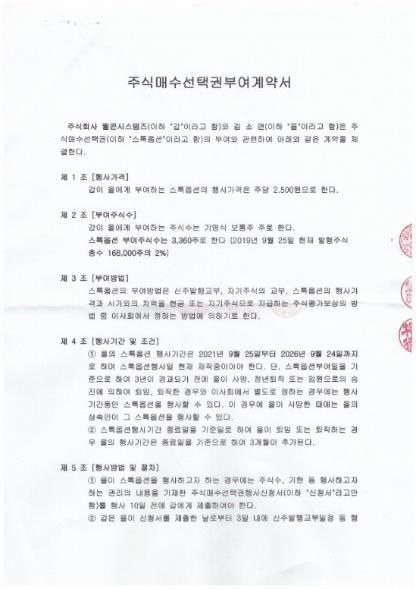 주식매수선택권부여계약서
주식회사 웰콘시스템즈(이하 "갑"이라고 함)와 김 소 연(이하 "을"이라고 함)은 주
식매수선택권(이하 "스톡옵션"이라고 함)의 부여와 관련하여 아래와 같은 계약을 체
결한다.
제 1 조 [행사가격]
갑이 을에게 부여하는 스톡옵션의 행사가격은 주당 2,500원으로 한다.
제 2 조 [부여주식수]
갑이 을에게 부여하는 주식수는 기명식 보통주 주로 한다.
스톡옵션 부여주식수는 3,360주로 한다 (2019년 9월 25일 현재 발행주식
총수 168,000주의 2%)
제 3 조 [부여방법]
스톡옵션의 부여방법은 신주발행교부, 자기주식의 교부, 스톡옵션의 행사가
격과 시가와의 차액을 현금 또는 자기주식으로 지급하는 주식평가보상의 방
법 중 이사회에서 정하는 방법에 의하기로 한다.
제 4 조 [행사기간 및 조건]
① 을의 스톡옵션 행사기간은 2021년 9월 25일부터 2026년 9월 24일까지
로 하며 스톡옵션행사일 현재 재직중이어야 한다. 단, 스톡옵션부여일을 기
준으로 하여 3년이 경과되기 전에 을이 사망, 정년퇴직 또는 임원으로의 승
진에 의하여 퇴임, 퇴직한 경우와 이사회에서 별도로 정하는 경우에는 행사
기간동안 스톡옵션을 행사할 수 있다. 이 경우에 을이 사망한 때에는 을의
상속인이 그 스톡옵션을 행사할 수 있다.
② 스톡옵션행사기간 종료일을 기준일로 하여 을이 퇴임 또는 퇴직하는 경
우 을의 행사기간은 종료일을 기준으로 하여 3개월이 추가된다.
제 5 조 [행사방법 및 절차]
① 을이 스톡옵션을 행사하고자 하는 경우에는 주식수, 기한 등 행사하고자
하는 권리의 내용을 기재한 주식매수선택권행사신청서(이하 "신청서"라고만
함)를 행사 10일 전에 갑에게 제출하여야 한다.
② 갑은 을이 신청서를 제출한 날로부터 3일 내에 신주발행교부일정 등 행